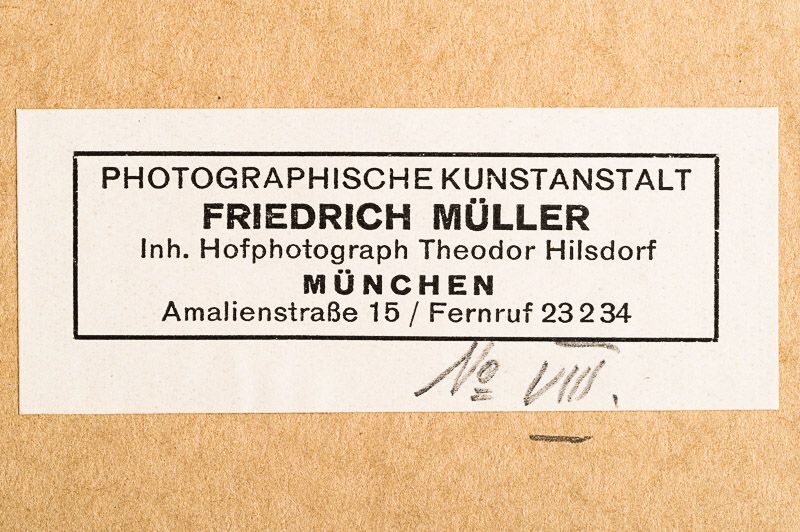 PHOTOGRAPHISCHE KUNSTANSTALT
FRIEDRICH MÜLLER
Inh. Hofphotograph Theodor Hilsdorf
MÜNCHEN
Amalienstraße 15 / Fernruf 23 2 34
No VIII.